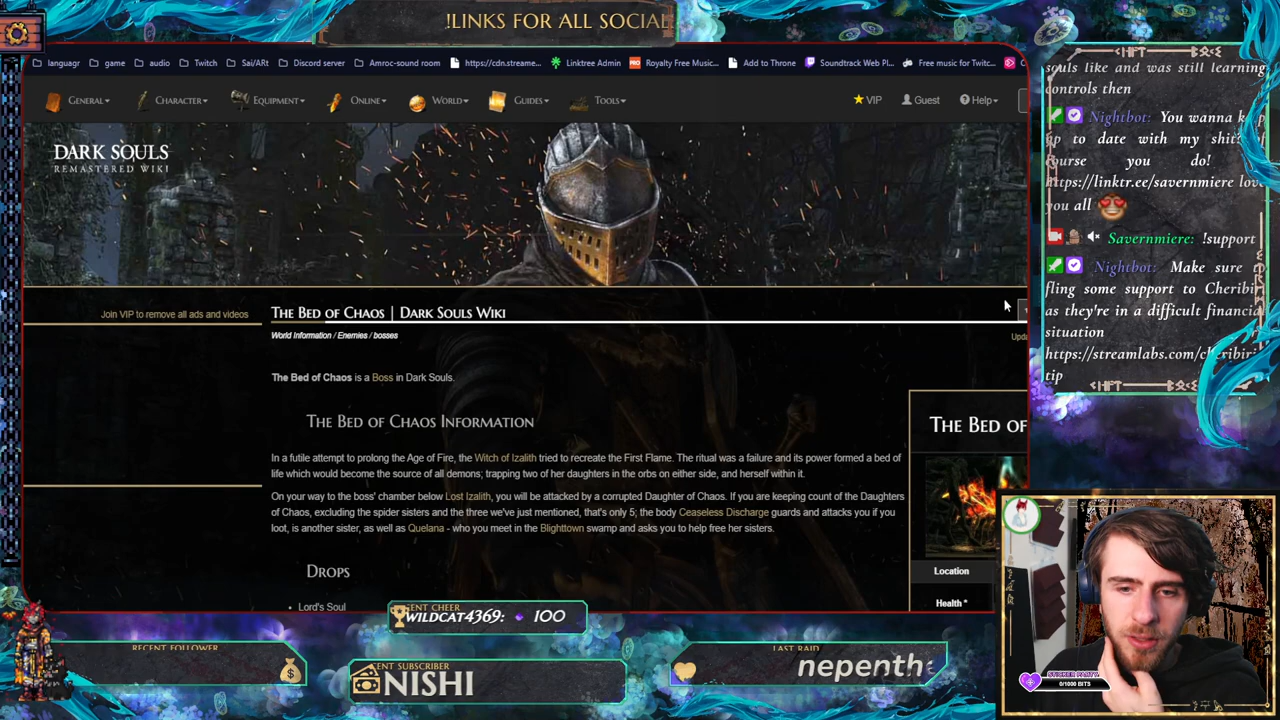 !LINKS FOR ALL SOCIAL
languagr game audio Twitch Sai/ARt Discord server Amroc-sound room https://cdn.streame... Linktree Admin Royalty Free Music... Add to Throne Soundtrack Web Pl... Free music for Twitc...
GENERAL CHARACTER EQUIPMENT ONLINE WORLD GUIDES TOOLS VIP Guest Help
DARK SOULS
REMASTERED WIKI
Join VIP to remove all ads and videos
THE BED OF CHAOS | DARK SOULS WIKI
World Information / Enemies / bosses
Upda
The Bed of Chaos is a Boss in Dark Souls.
THE BED OF CHAOS INFORMATION
In a futile attempt to prolong the Age of Fire, the Witch of Izalith tried to recreate the First Flame. The ritual was a failure and its power formed a bed of
life which would become the source of all demons; trapping two of her daughters in the orbs on either side, and herself within it.
On your way to the boss' chamber below Lost Izalith, you will be attacked by a corrupted Daughter of Chaos. If you are keeping count of the Daughters
of Chaos, excluding the spider sisters and the three we've just mentioned, that's only 5; the body Ceaseless Discharge guards and attacks you if you
loot, is another sister, as well as Quelana - who you meet in the Blighttown swamp and asks you to help free her sisters.
DROPS
• Lord's Soul
THE BED OF
Location
Health *
souls like and was still learning
controls then
Nightbot: You wanna keep
up to date with my shit?
course you do!
https://linktr.ee/savernmiere love
you all
Savernmiere: !support
Nightbot: Make sure
fling some support to Cheribi
as they're in a difficult financia
situation
https://streamlabs.com/cheribiri
tip
ENT CHEER
WILDCAT4369: 100
RECENT FOLLOWER
ENT SUBSCRIBER
NISHI
LAST RAID
nepenth
STICKER PARTY
0/1000 BITS